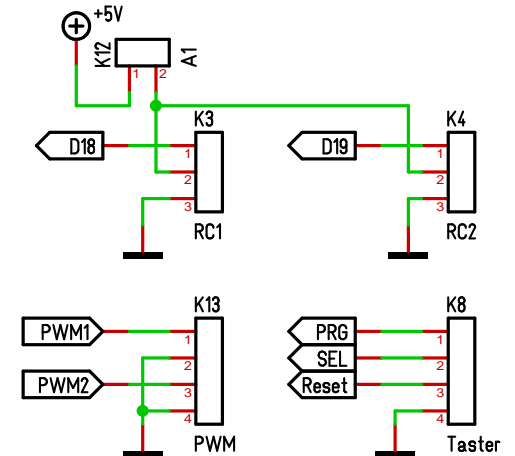 +5V
K12
A1
1 2
K3
K4
D18
1
2
3
D19
1
2
3
RC1
RC2
K13
K8
PWM1
1
2
PWM2
3
4
PRG
1
SEL
2
Reset
3
4
PWM
Taster